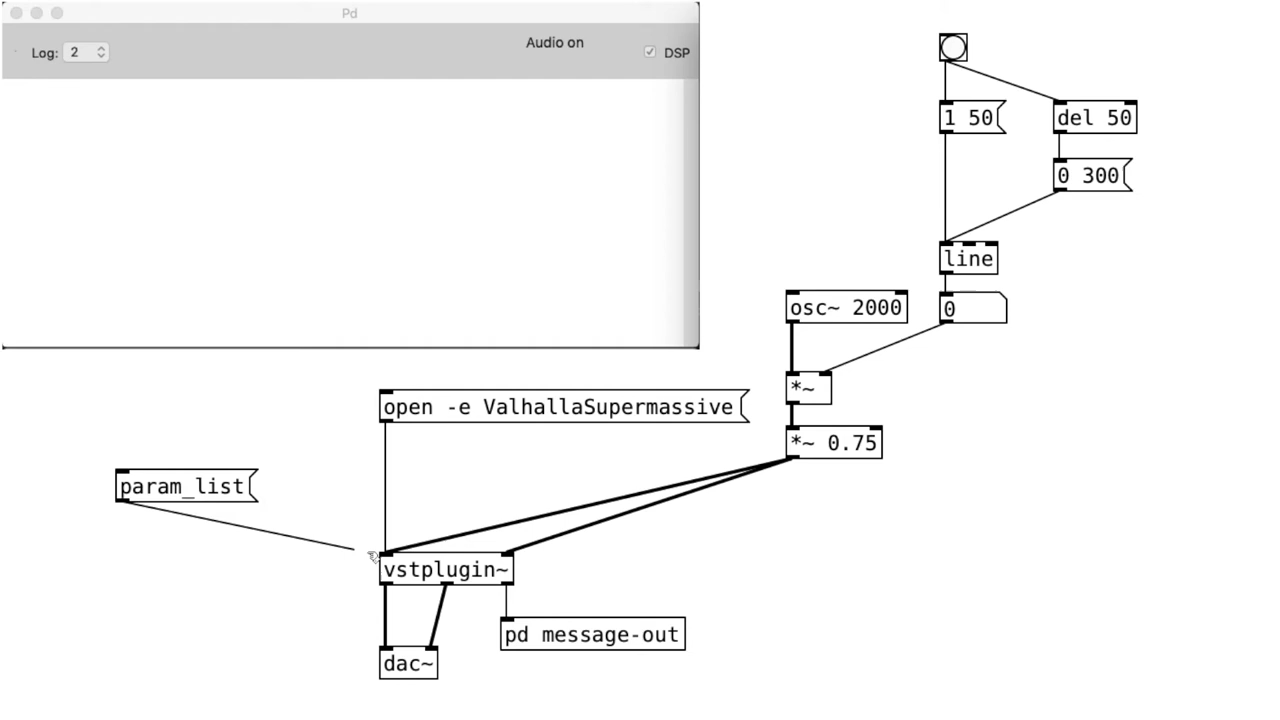 Pd
Log: 2
Audio on
DSP
1 50
del 50
0 300
line
osc~ 2000
0
*~
open -e ValhallaSupermassive
*~ 0.75
param_list
vstplugin~
pd message-out
dac~